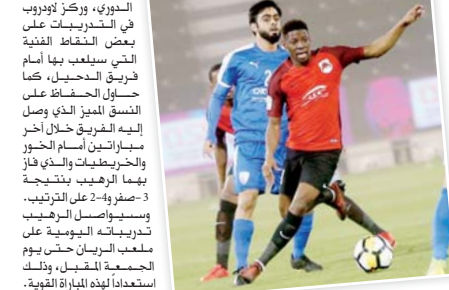 الدوري، وركز لاودروب
في التدريبات على
بعض النقاط الفنية
التي سيلعب بها أمام
فريق الدحيل، كما
حاول الحفاظ على
النسق المميز الذي وصل
إليه الفريق خلال آخر
مباراتين أمام الخور
والخريطيات والذي فاز
بهما الرهيب بنتيجة
3-صفر و4-2 على الترتيب.
وسيواصل الرهيب
تدريباته اليومية على
ملعب الريان حتى يوم
الجمعة المقبل، وذلك
استعداداً لهذه المباراة القوية.